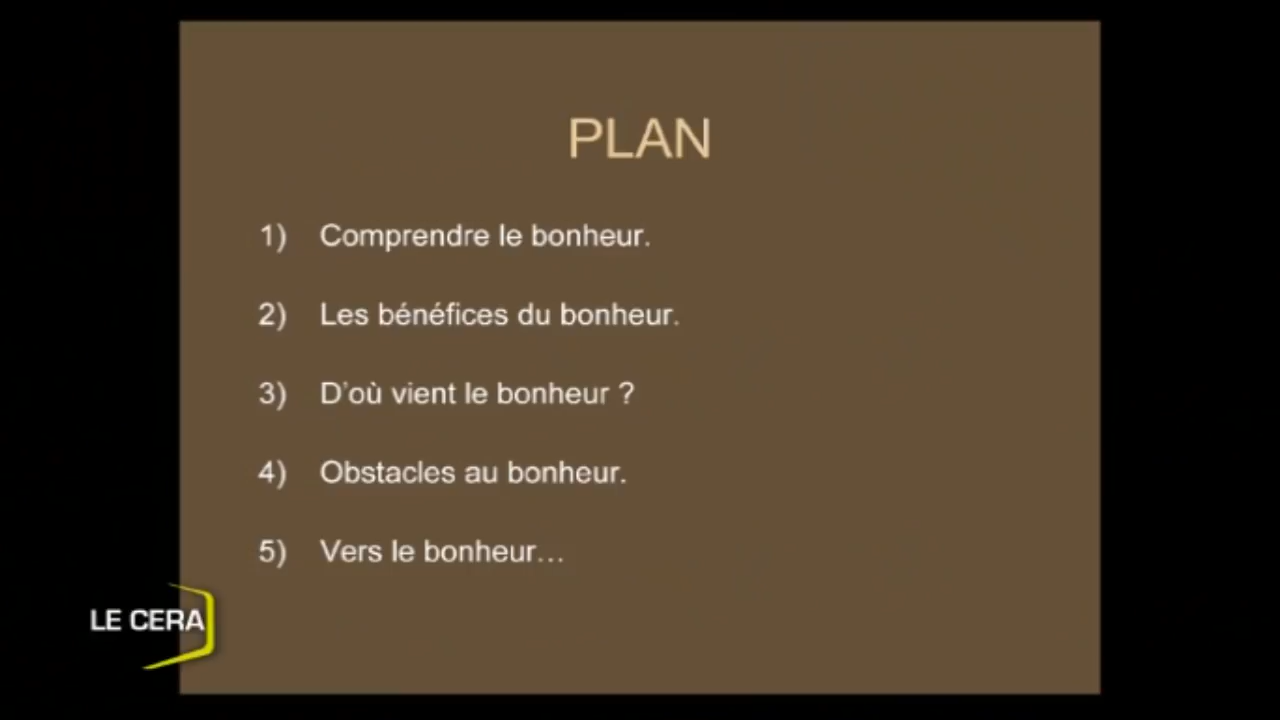 PLAN
1) Comprendre le bonheur.
2) Les bénéfices du bonheur.
3) D’où vient le bonheur ?
4) Obstacles au bonheur.
5) Vers le bonheur…
LE CERA